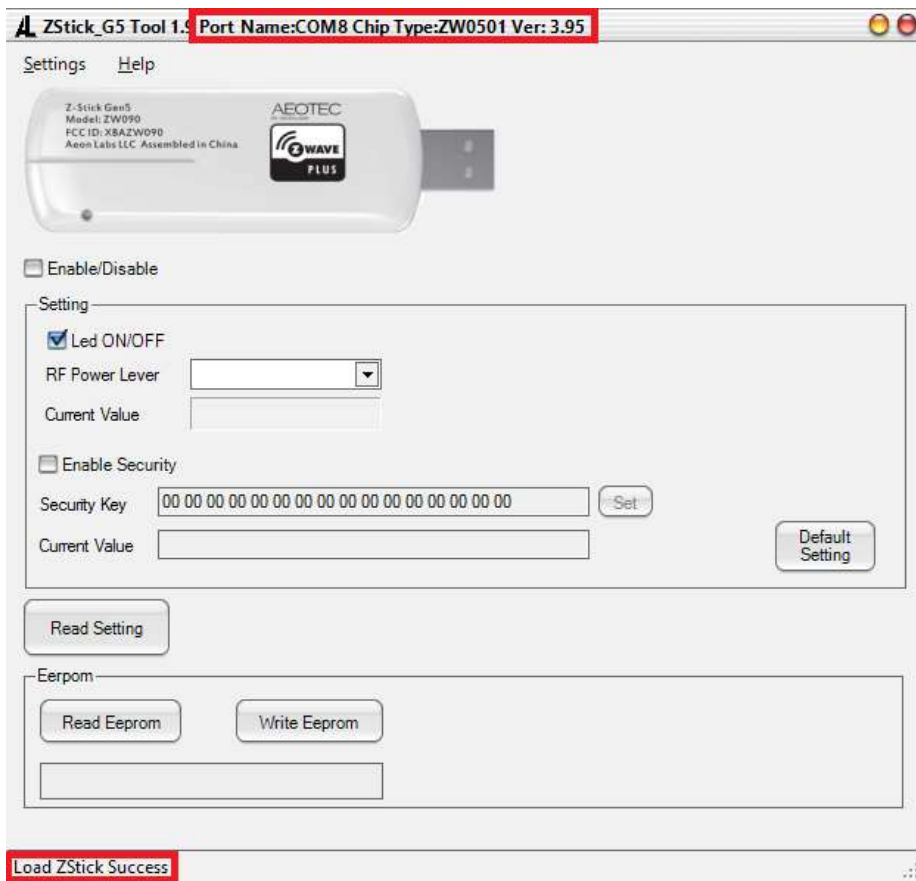 ZStick_G5 Tool 1.9 Port Name:COM8 Chip Type:ZW0501 Ver: 3.95
Settings Help
Z-Stick Gen5
Model: ZW090
FCC ID: XBAZW090
Aeon Labs LLC Assembled in China
AEOTEC
Z WAVE
PLUS
Enable/Disable
Setting
Led ON/OFF
RF Power Lever
Current Value
Enable Security
Security Key 00 00 00 00 00 00 00 00 00 00 00 00 00 00 00 00 Set
Current Value
Default
Setting
Read Setting
Eerpom
Read Eeprom Write Eeprom
Load ZStick Success